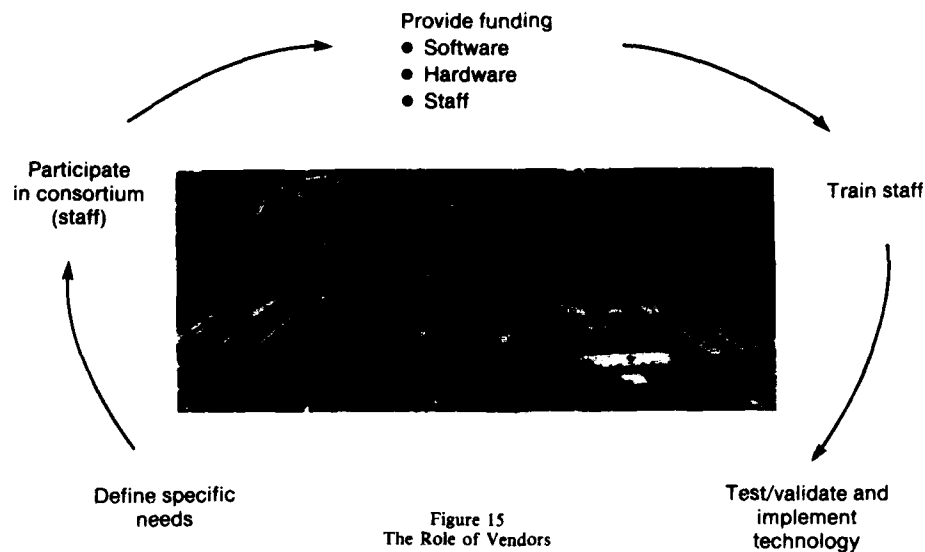 Provide funding
● Software
● Hardware
● Staff
Participate
in consortium
(staff)
Train staff
Define specific
needs
Test/validate and
implement
technology
Figure 15
The Role of Vendors